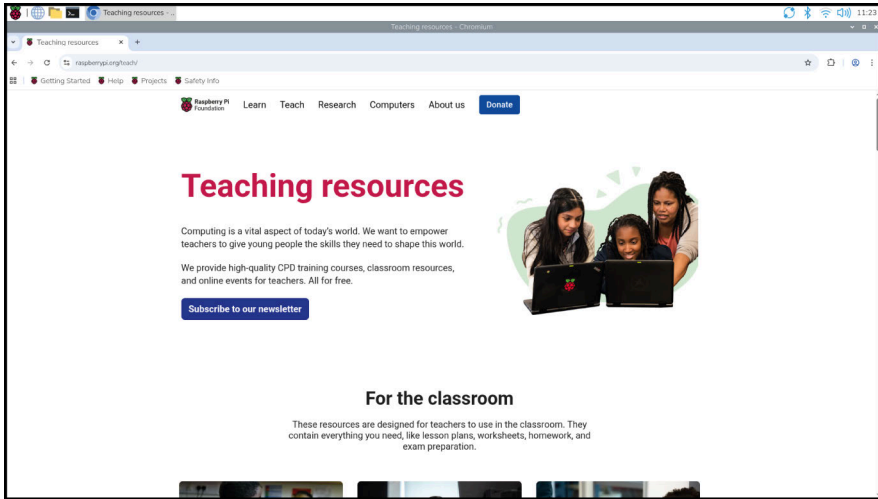 Teaching resources - ...
11:23
Teaching resources - Chromium
Teaching resources
raspberrypi.org/teach/
Getting Started
Help
Projects
Safety Info
Raspberry Pi
Foundation
Learn
Teach
Research
Computers
About us
Donate
Teaching resources
Computing is a vital aspect of today's world. We want to empower
teachers to give young people the skills they need to shape this world.
We provide high-quality CPD training courses, classroom resources,
and online events for teachers. All for free.
Subscribe to our newsletter
For the classroom
These resources are designed for teachers to use in the classroom. They
contain everything you need, like lesson plans, worksheets, homework, and
exam preparation.